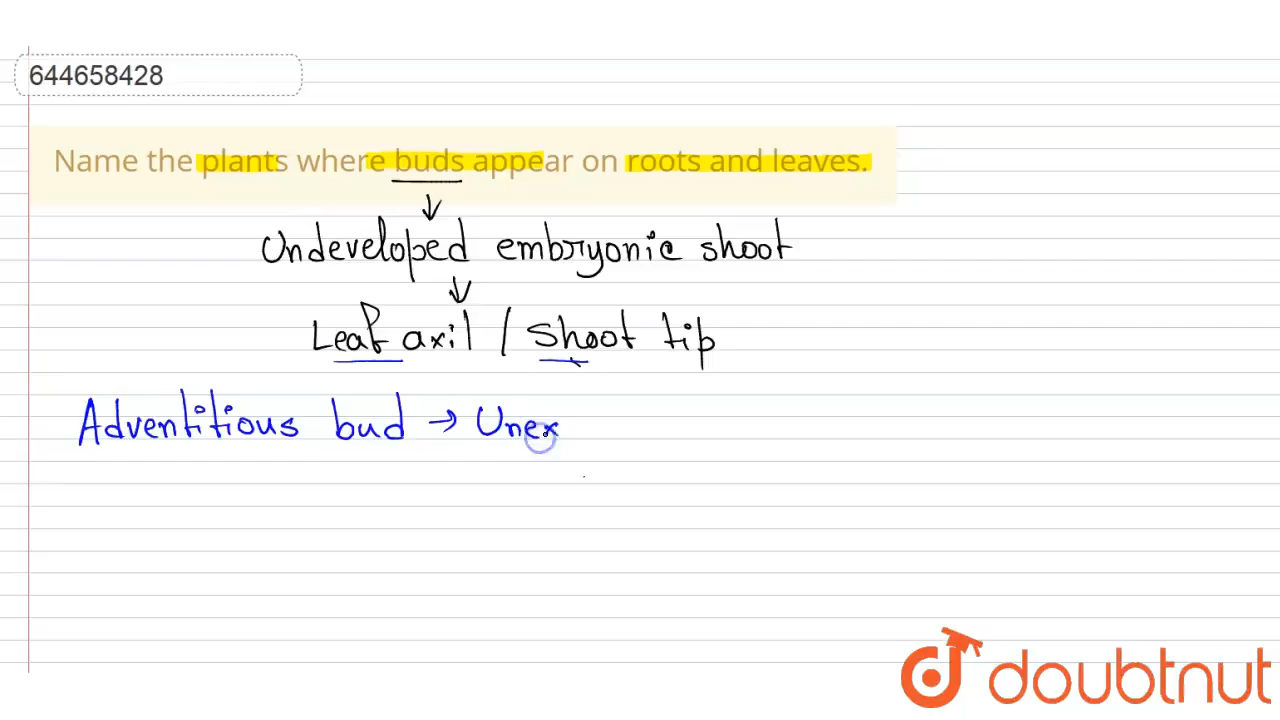 644658428
Name the plants where buds appear on roots and leaves.
Undeveloped embryonic shoot
Leaf axil / Shoot tip
Adventitious bud → Unex
doubtnut